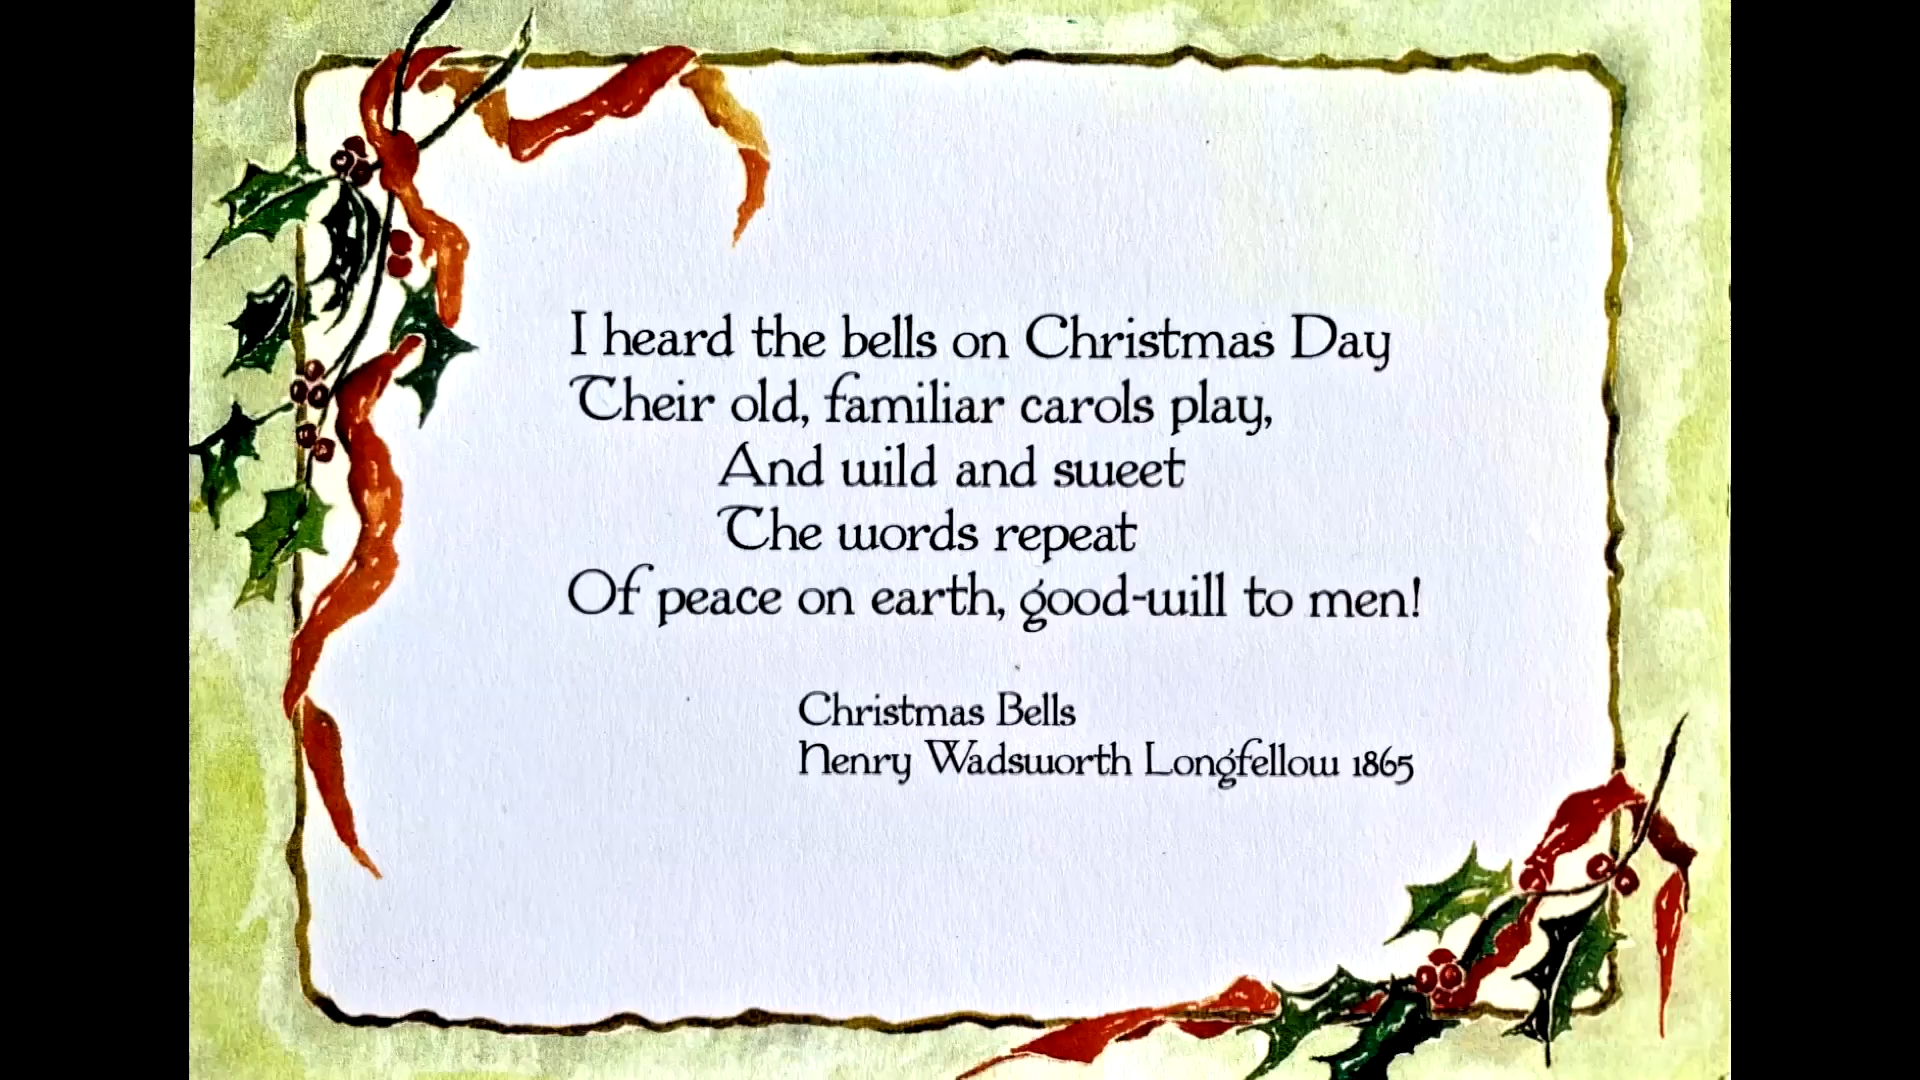 I heard the bells on Christmas Day
Their old, familiar carols play,
And wild and sweet
The words repeat
Of peace on earth, good-will to men!
Christmas Bells
Henry Wadsworth Longfellow 1865